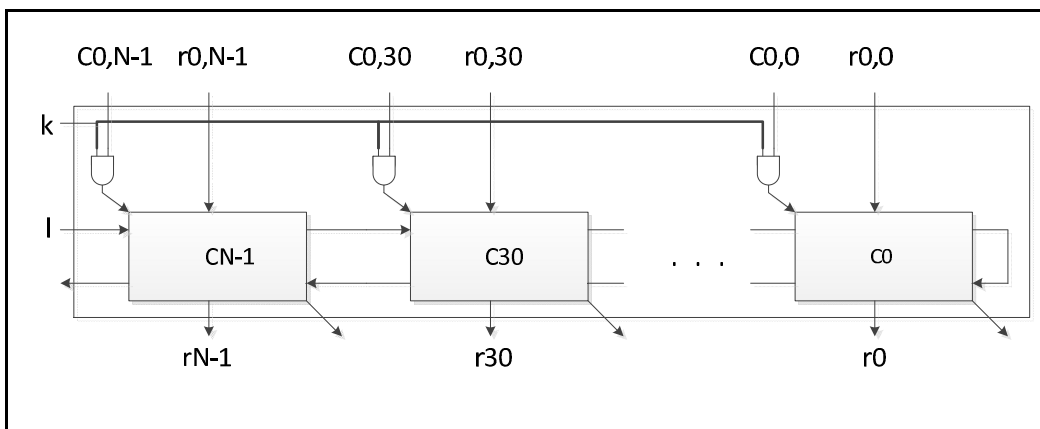 C0,N-1 r0,N-1 C0,30 r0,30 C0,0 r0,0
k
l
CN-1 C30 . . . C0
rN-1 r30 r0